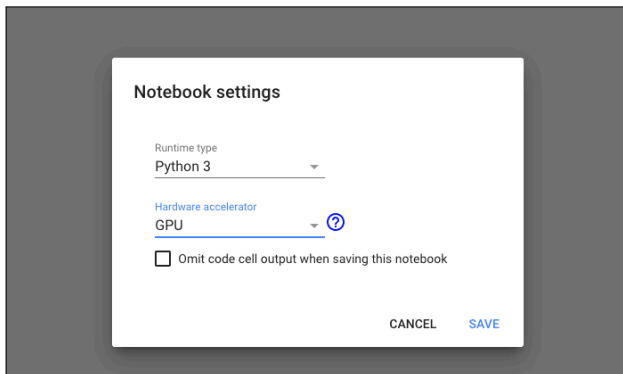 Notebook settings
Runtime type
Python 3
Hardware accelerator
GPU
Omit code cell output when saving this notebook
CANCEL SAVE